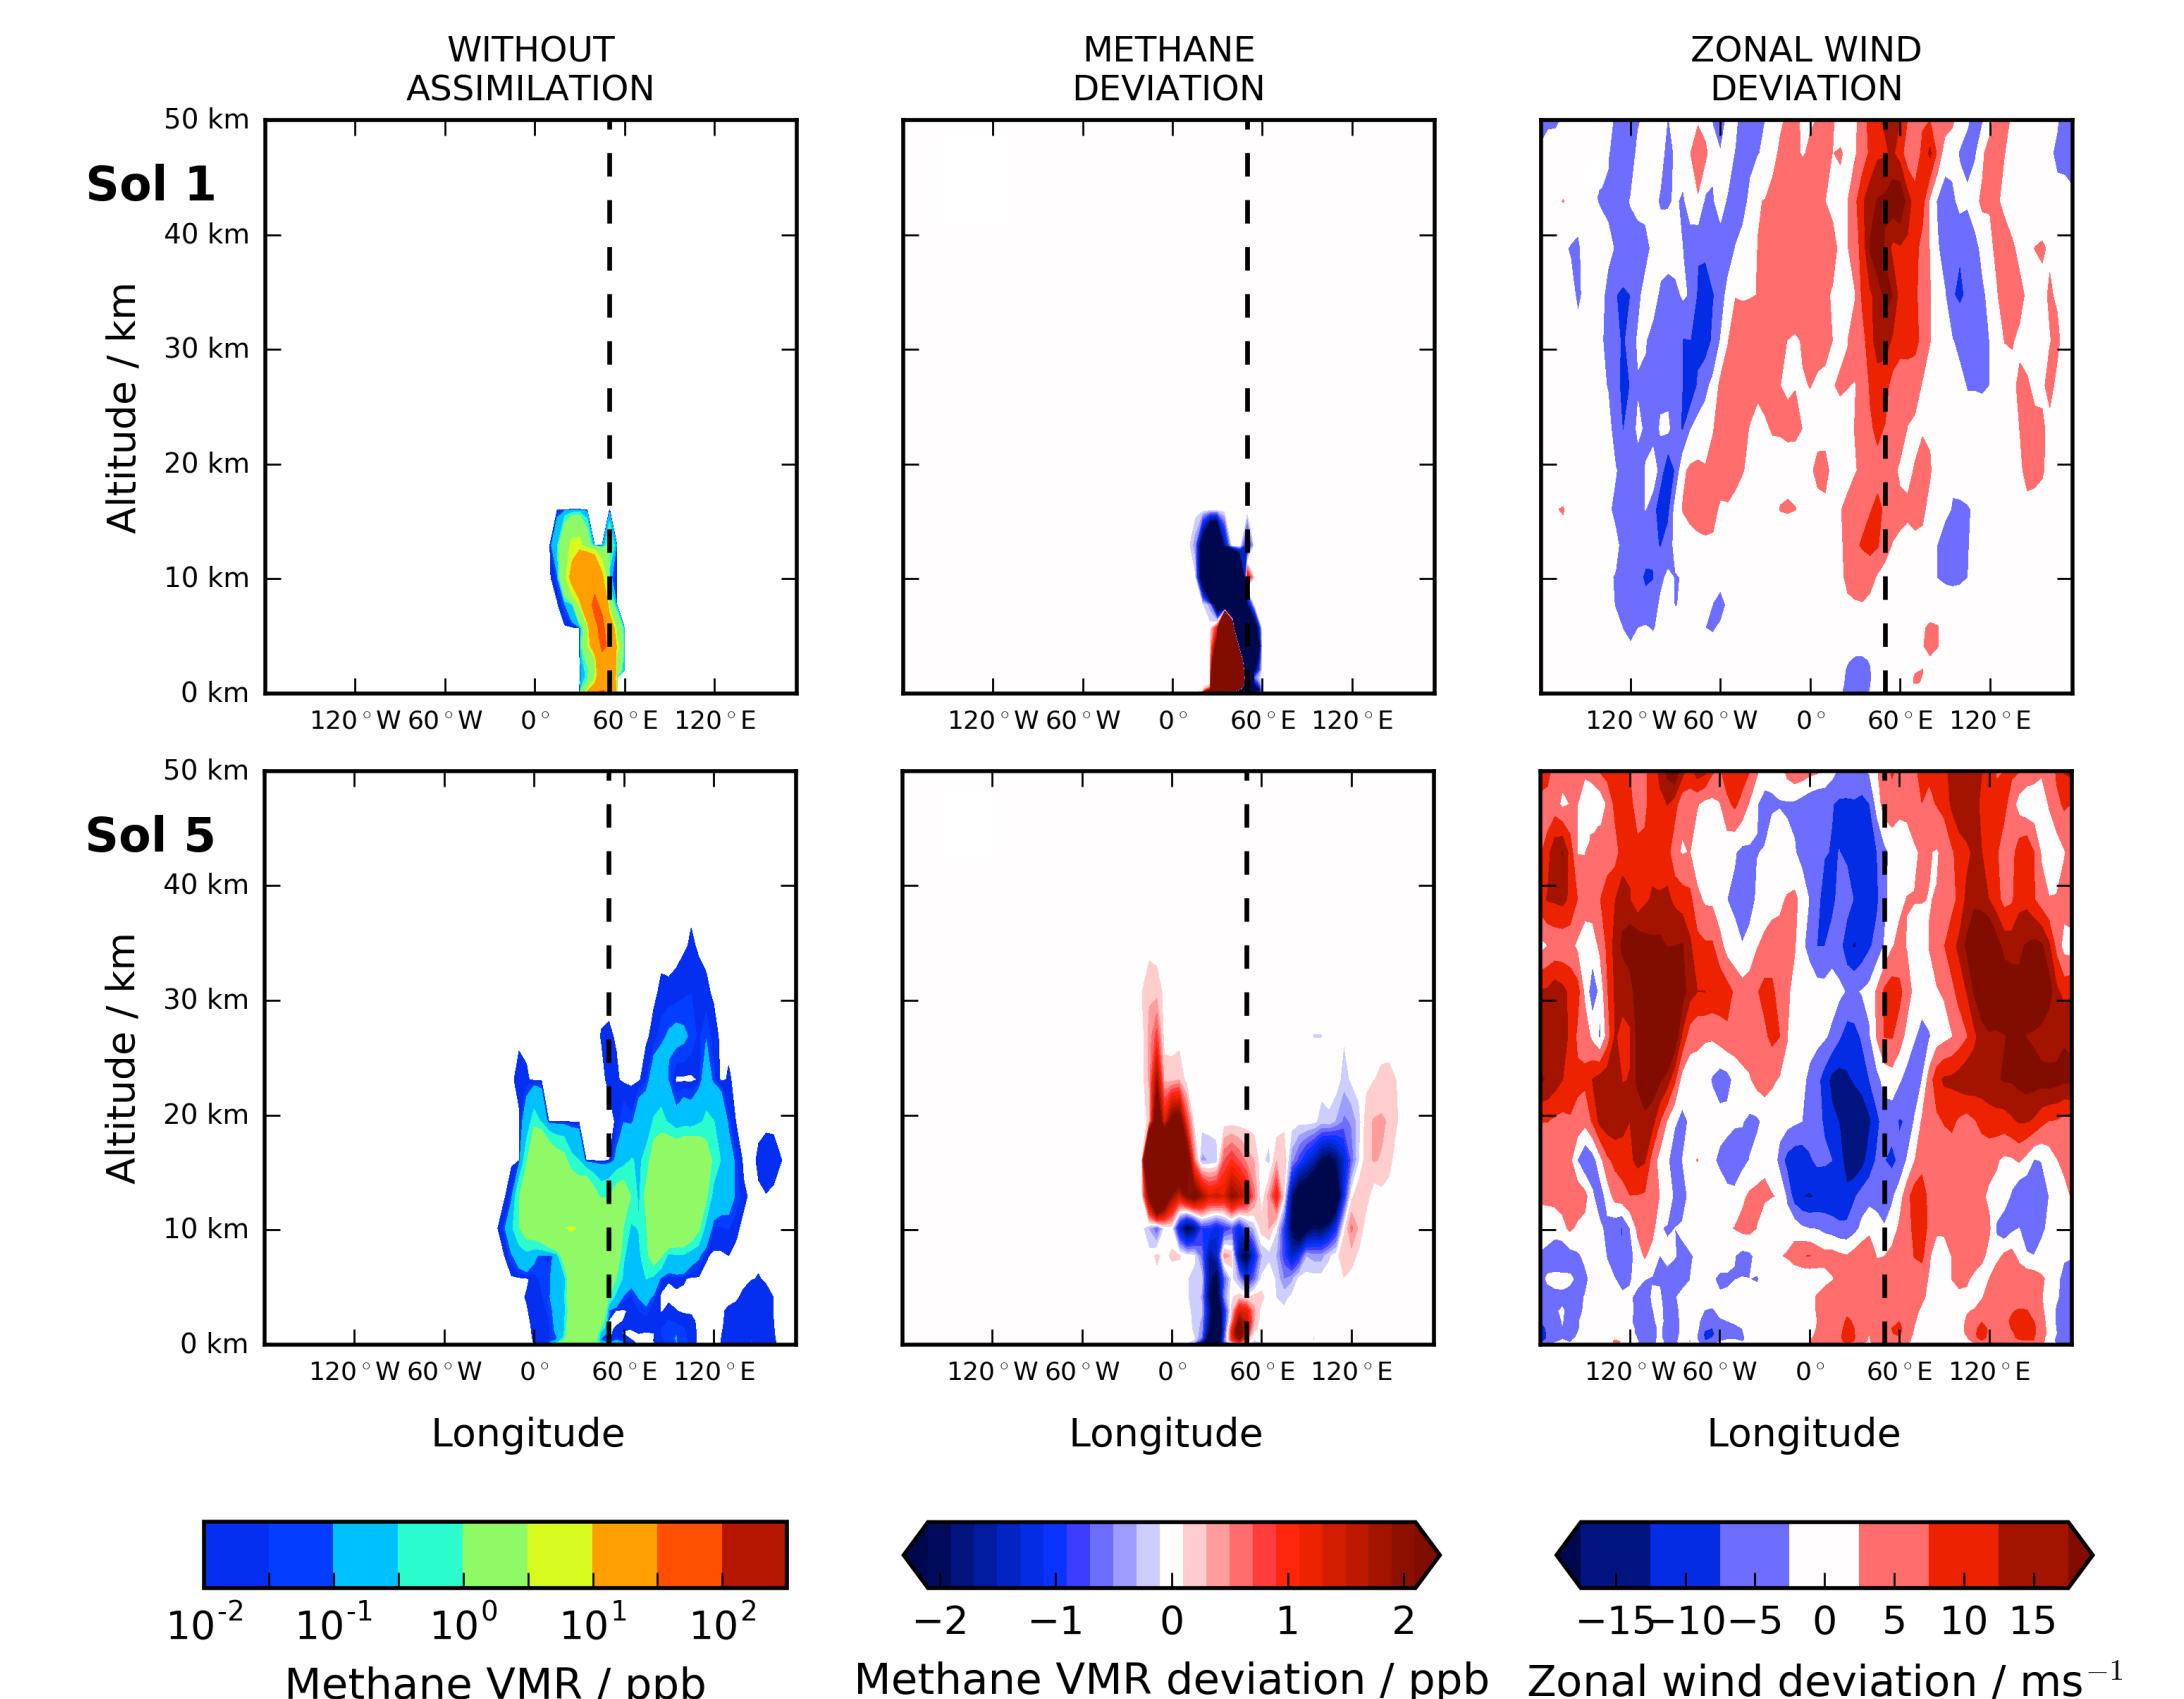 WITHOUT
ASSIMILATION
METHANE
DEVIATION
ZONAL WIND
DEVIATION
Sol 1
Altitude / km
50 km
40 km
30 km
20 km
10 km
0 km
120°W 60°W 0° 60°E 120°E
120°W 60°W 0° 60°E 120°E
120°W 60°W 0° 60°E 120°E
Sol 5
Altitude / km
50 km
40 km
30 km
20 km
10 km
0 km
120°W 60°W 0° 60°E 120°E
120°W 60°W 0° 60°E 120°E
120°W 60°W 0° 60°E 120°E
Longitude
Longitude
Longitude
10⁻² 10⁻¹ 10⁰ 10¹ 10²
Methane VMR / ppb
−2 −1 0 1 2
Methane VMR deviation / ppb
−15 −10 −5 0 5 10 15
Zonal wind deviation / ms⁻¹